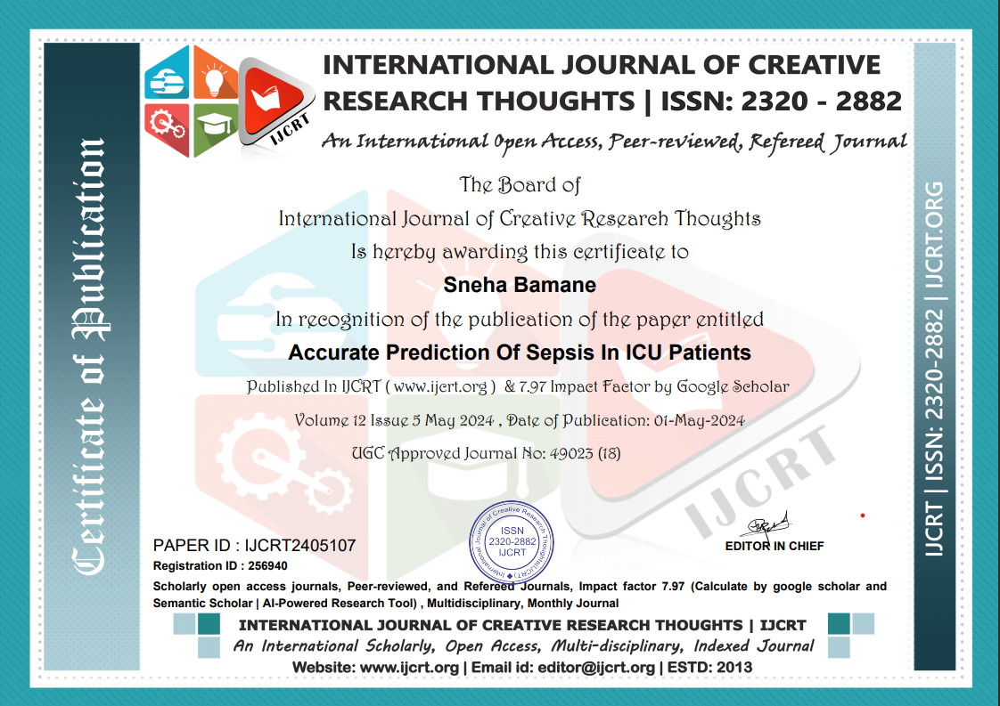 INTERNATIONAL JOURNAL OF CREATIVE
RESEARCH THOUGHTS | ISSN: 2320 - 2882
An International Open Access, Peer-reviewed, Refereed Journal
IJCRT
Certificate of Publication
The Board of
International Journal of Creative Research Thoughts
Is hereby awarding this certificate to
Sneha Bamane
In recognition of the publication of the paper entitled
Accurate Prediction Of Sepsis In ICU Patients
Published In IJCRT ( www.ijcrt.org ) & 7.97 Impact Factor by Google Scholar
Volume 12 Issue 5 May 2024 , Date of Publication: 01-May-2024
UGC Approved Journal No: 49023 (18)
IJCRT
IJCRT | ISSN: 2320-2882 | IJCRT.ORG
International Journal of Creative Research Thoughts(IJCRT)
ISSN
2320-2882
IJCRT
EDITOR IN CHIEF
PAPER ID : IJCRT2405107
Registration ID : 256940
Scholarly open access journals, Peer-reviewed, and Refereed Journals, Impact factor 7.97 (Calculate by google scholar and
Semantic Scholar | AI-Powered Research Tool) , Multidisciplinary, Monthly Journal
INTERNATIONAL JOURNAL OF CREATIVE RESEARCH THOUGHTS | IJCRT
An International Scholarly, Open Access, Multi-disciplinary, Indexed Journal
Website: www.ijcrt.org | Email id: editor@ijcrt.org | ESTD: 2013